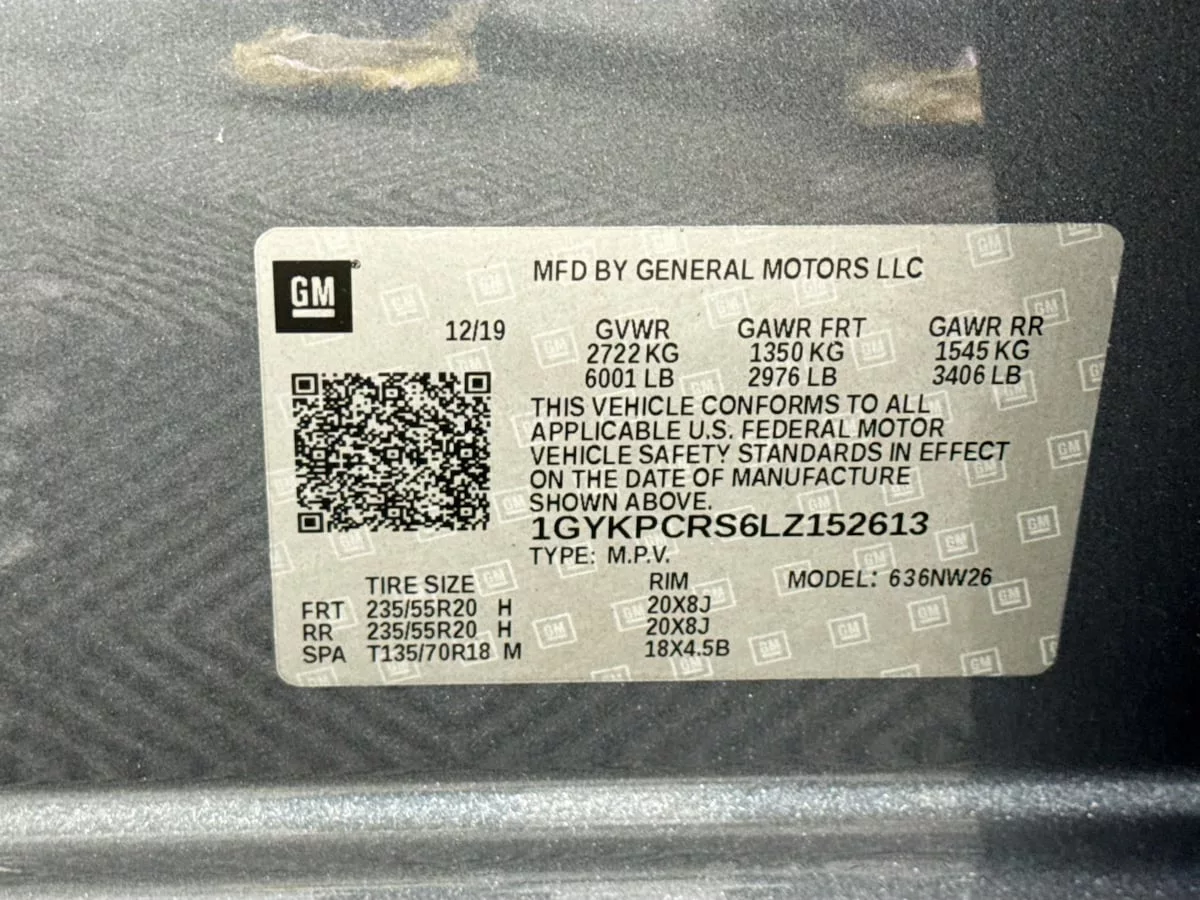 GM
MFD BY GENERAL MOTORS LLC
12/19 GVWR GAWR FRT GAWR RR
2722 KG 1350 KG 1545 KG
6001 LB 2976 LB 3406 LB
THIS VEHICLE CONFORMS TO ALL
APPLICABLE U.S. FEDERAL MOTOR
VEHICLE SAFETY STANDARDS IN EFFECT
ON THE DATE OF MANUFACTURE
SHOWN ABOVE.
1GYKPCRS6LZ152613
TYPE: M.P.V.
TIRE SIZE RIM MODEL: 636NW26
FRT 235/55R20 H 20X8J
RR 235/55R20 H 20X8J
SPA T135/70R18 M 18X4.5B